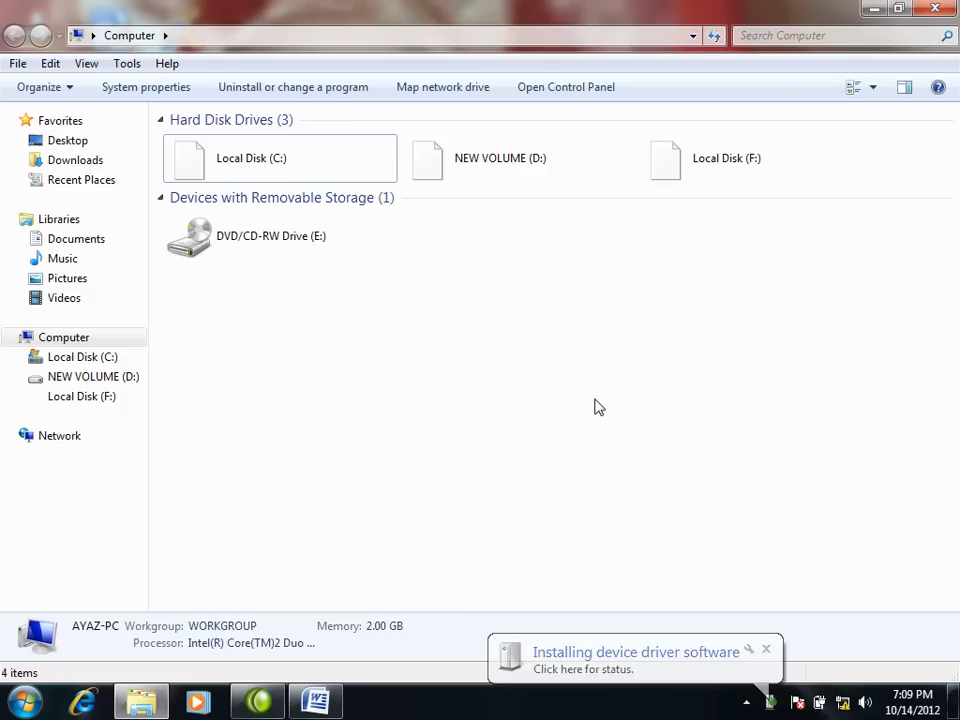 Computer
Search Computer
File Edit View Tools Help
Organize System properties Uninstall or change a program Map network drive Open Control Panel
Favorites
Desktop
Downloads
Recent Places
Libraries
Documents
Music
Pictures
Videos
Computer
Local Disk (C:)
NEW VOLUME (D:)
Local Disk (F:)
Network
Hard Disk Drives (3)
Local Disk (C:) NEW VOLUME (D:) Local Disk (F:)
Devices with Removable Storage (1)
DVD/CD-RW Drive (E:)
AYAZ-PC Workgroup: WORKGROUP Memory: 2.00 GB
Processor: Intel(R) Core(TM)2 Duo ...
Installing device driver software
Click here for status.
4 items
7:09 PM
10/14/2012